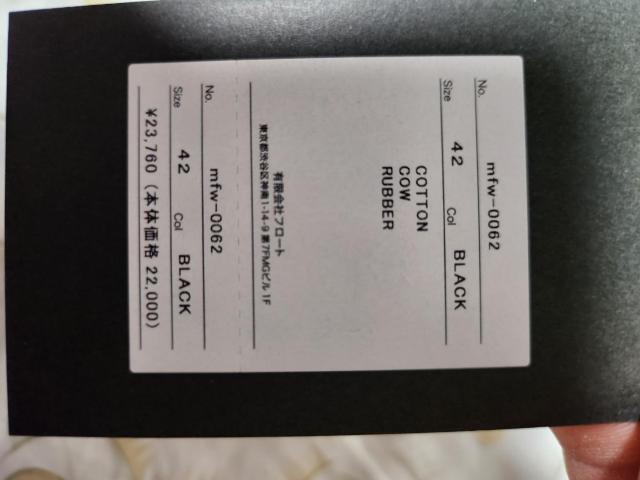 No. mfw-0062
Size 42 Col BLACK
COTTON
COW
RUBBER
有限会社フロート
東京都渋谷区神南1-14-9 第7FMGビル 1F
No. mfw-0062
Size 42 Col BLACK
¥23,760 (本体価格 22,000)